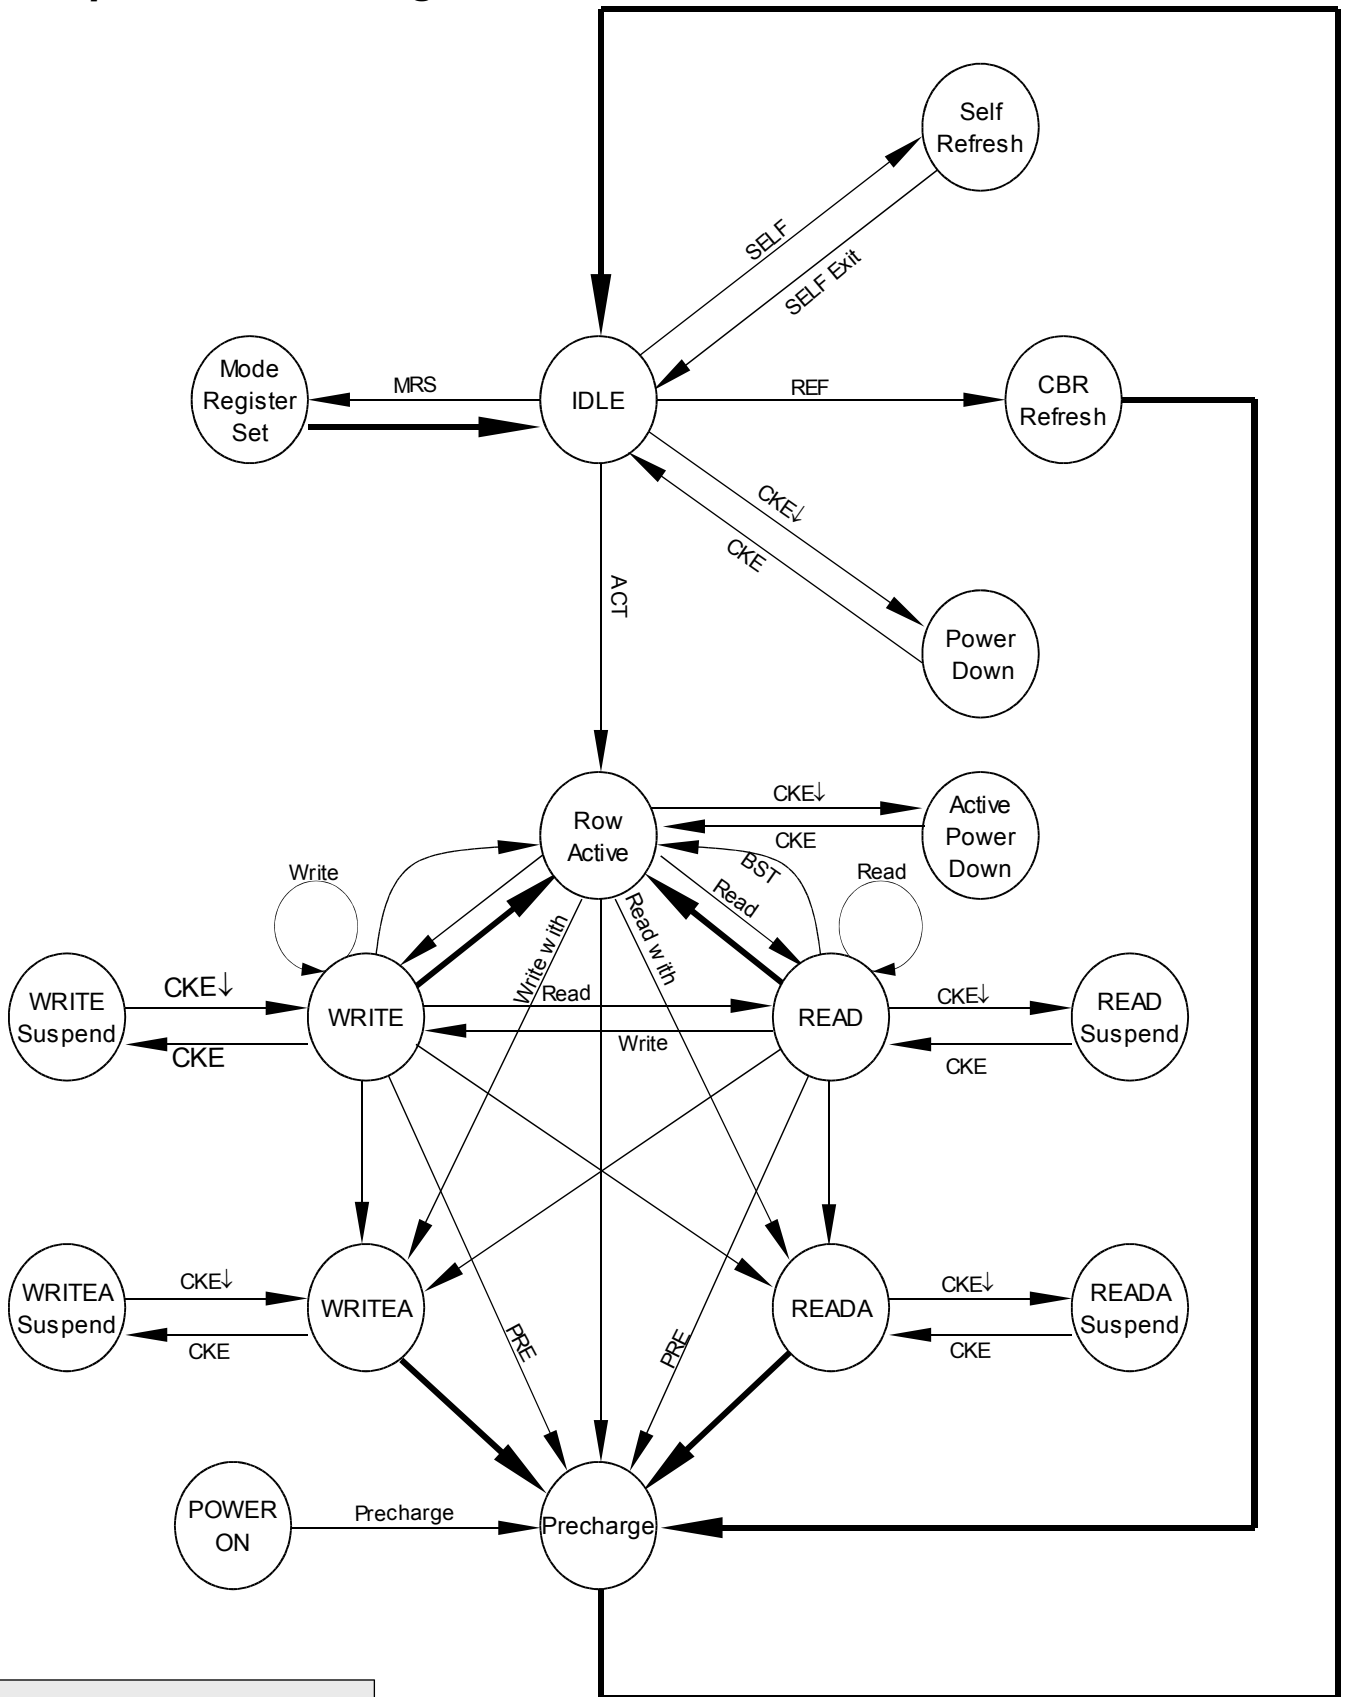 Self
Refresh
SELF
SELF Exit
Mode
Register
Set
MRS
IDLE
REF
CBR
Refresh
CKE↓
CKE
ACT
Power
Down
Row
Active
CKE↓
CKE
Active
Power
Down
BST
Read
Write
Read
Write with
Read with
WRITE
Suspend
CKE↓
CKE
WRITE
Read
Write
READ
CKE↓
CKE
READ
Suspend
WRITEA
Suspend
CKE↓
CKE
WRITEA
READA
CKE↓
CKE
READA
Suspend
PRE
PRE
POWER
ON
Precharge
Precharge